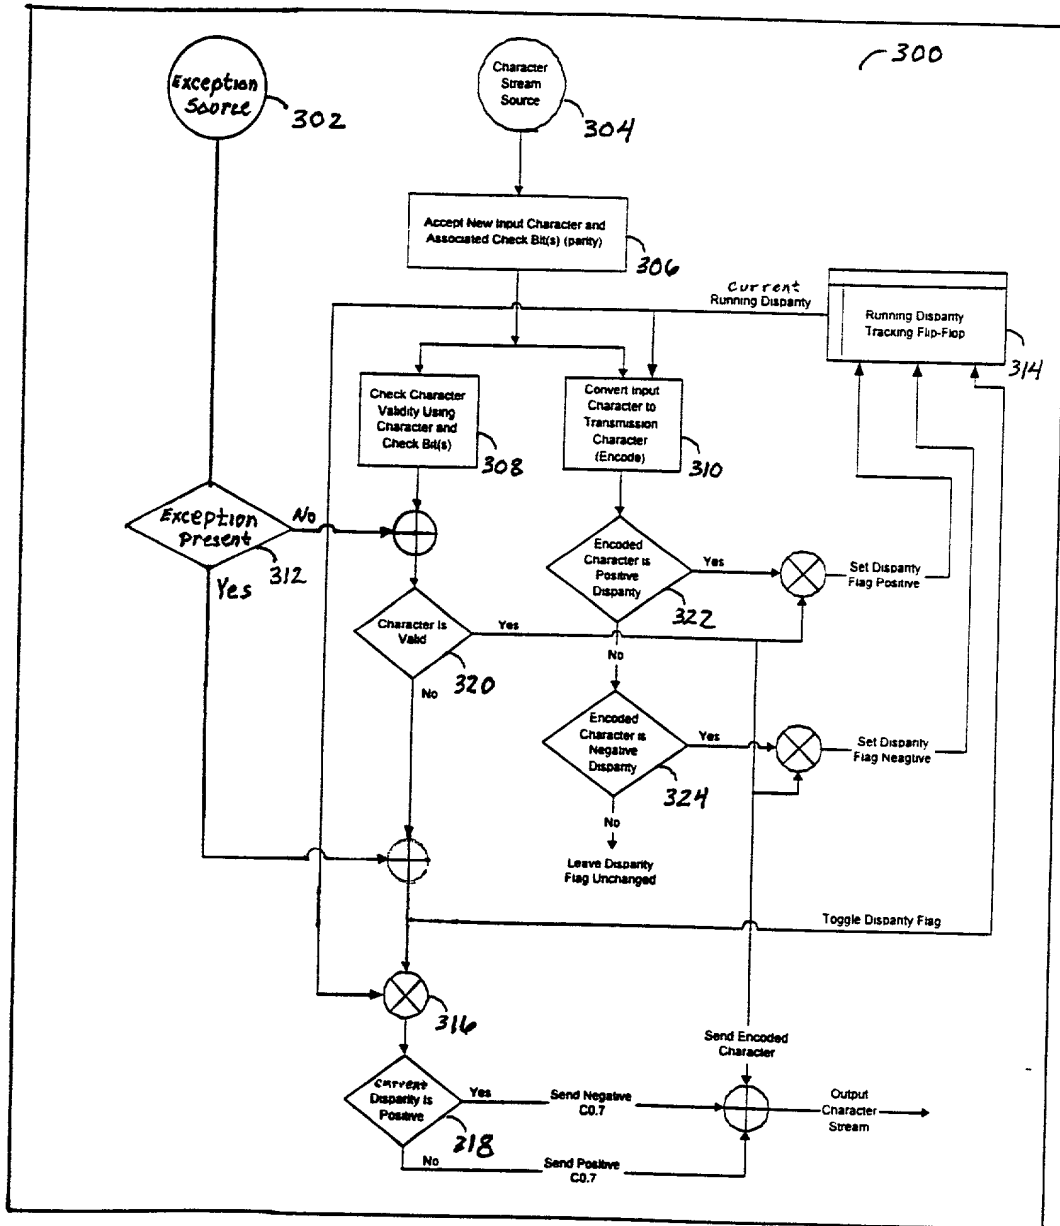 300
Exception
Source
302
Character
Stream
Source
304
Accept New Input Character and
Associated Check Bit(s) (parity)
306
current
Running Disparity
Running Disparity
Tracking Flip-Flop
314
Check Character
Validity Using
Character and
Check Bit(s)
308
Convert Input
Character to
Transmission
Character
(Encode)
310
Exception
Present
312
No
Yes
Encoded
Character is
Positive
Disparity
322
Yes
Set Disparity
Flag Positive
Character is
Valid
320
Yes
No
No
Encoded
Character is
Negative
Disparity
324
Yes
Set Disparity
Flag Neagtive
No
Leave Disparity
Flag Unchanged
Toggle Disparity Flag
316
Send Encoded
Character
current
Disparity is
Positive
318
Yes
Send Negative
C0.7
Output
Character
Stream
No
Send Positive
C0.7